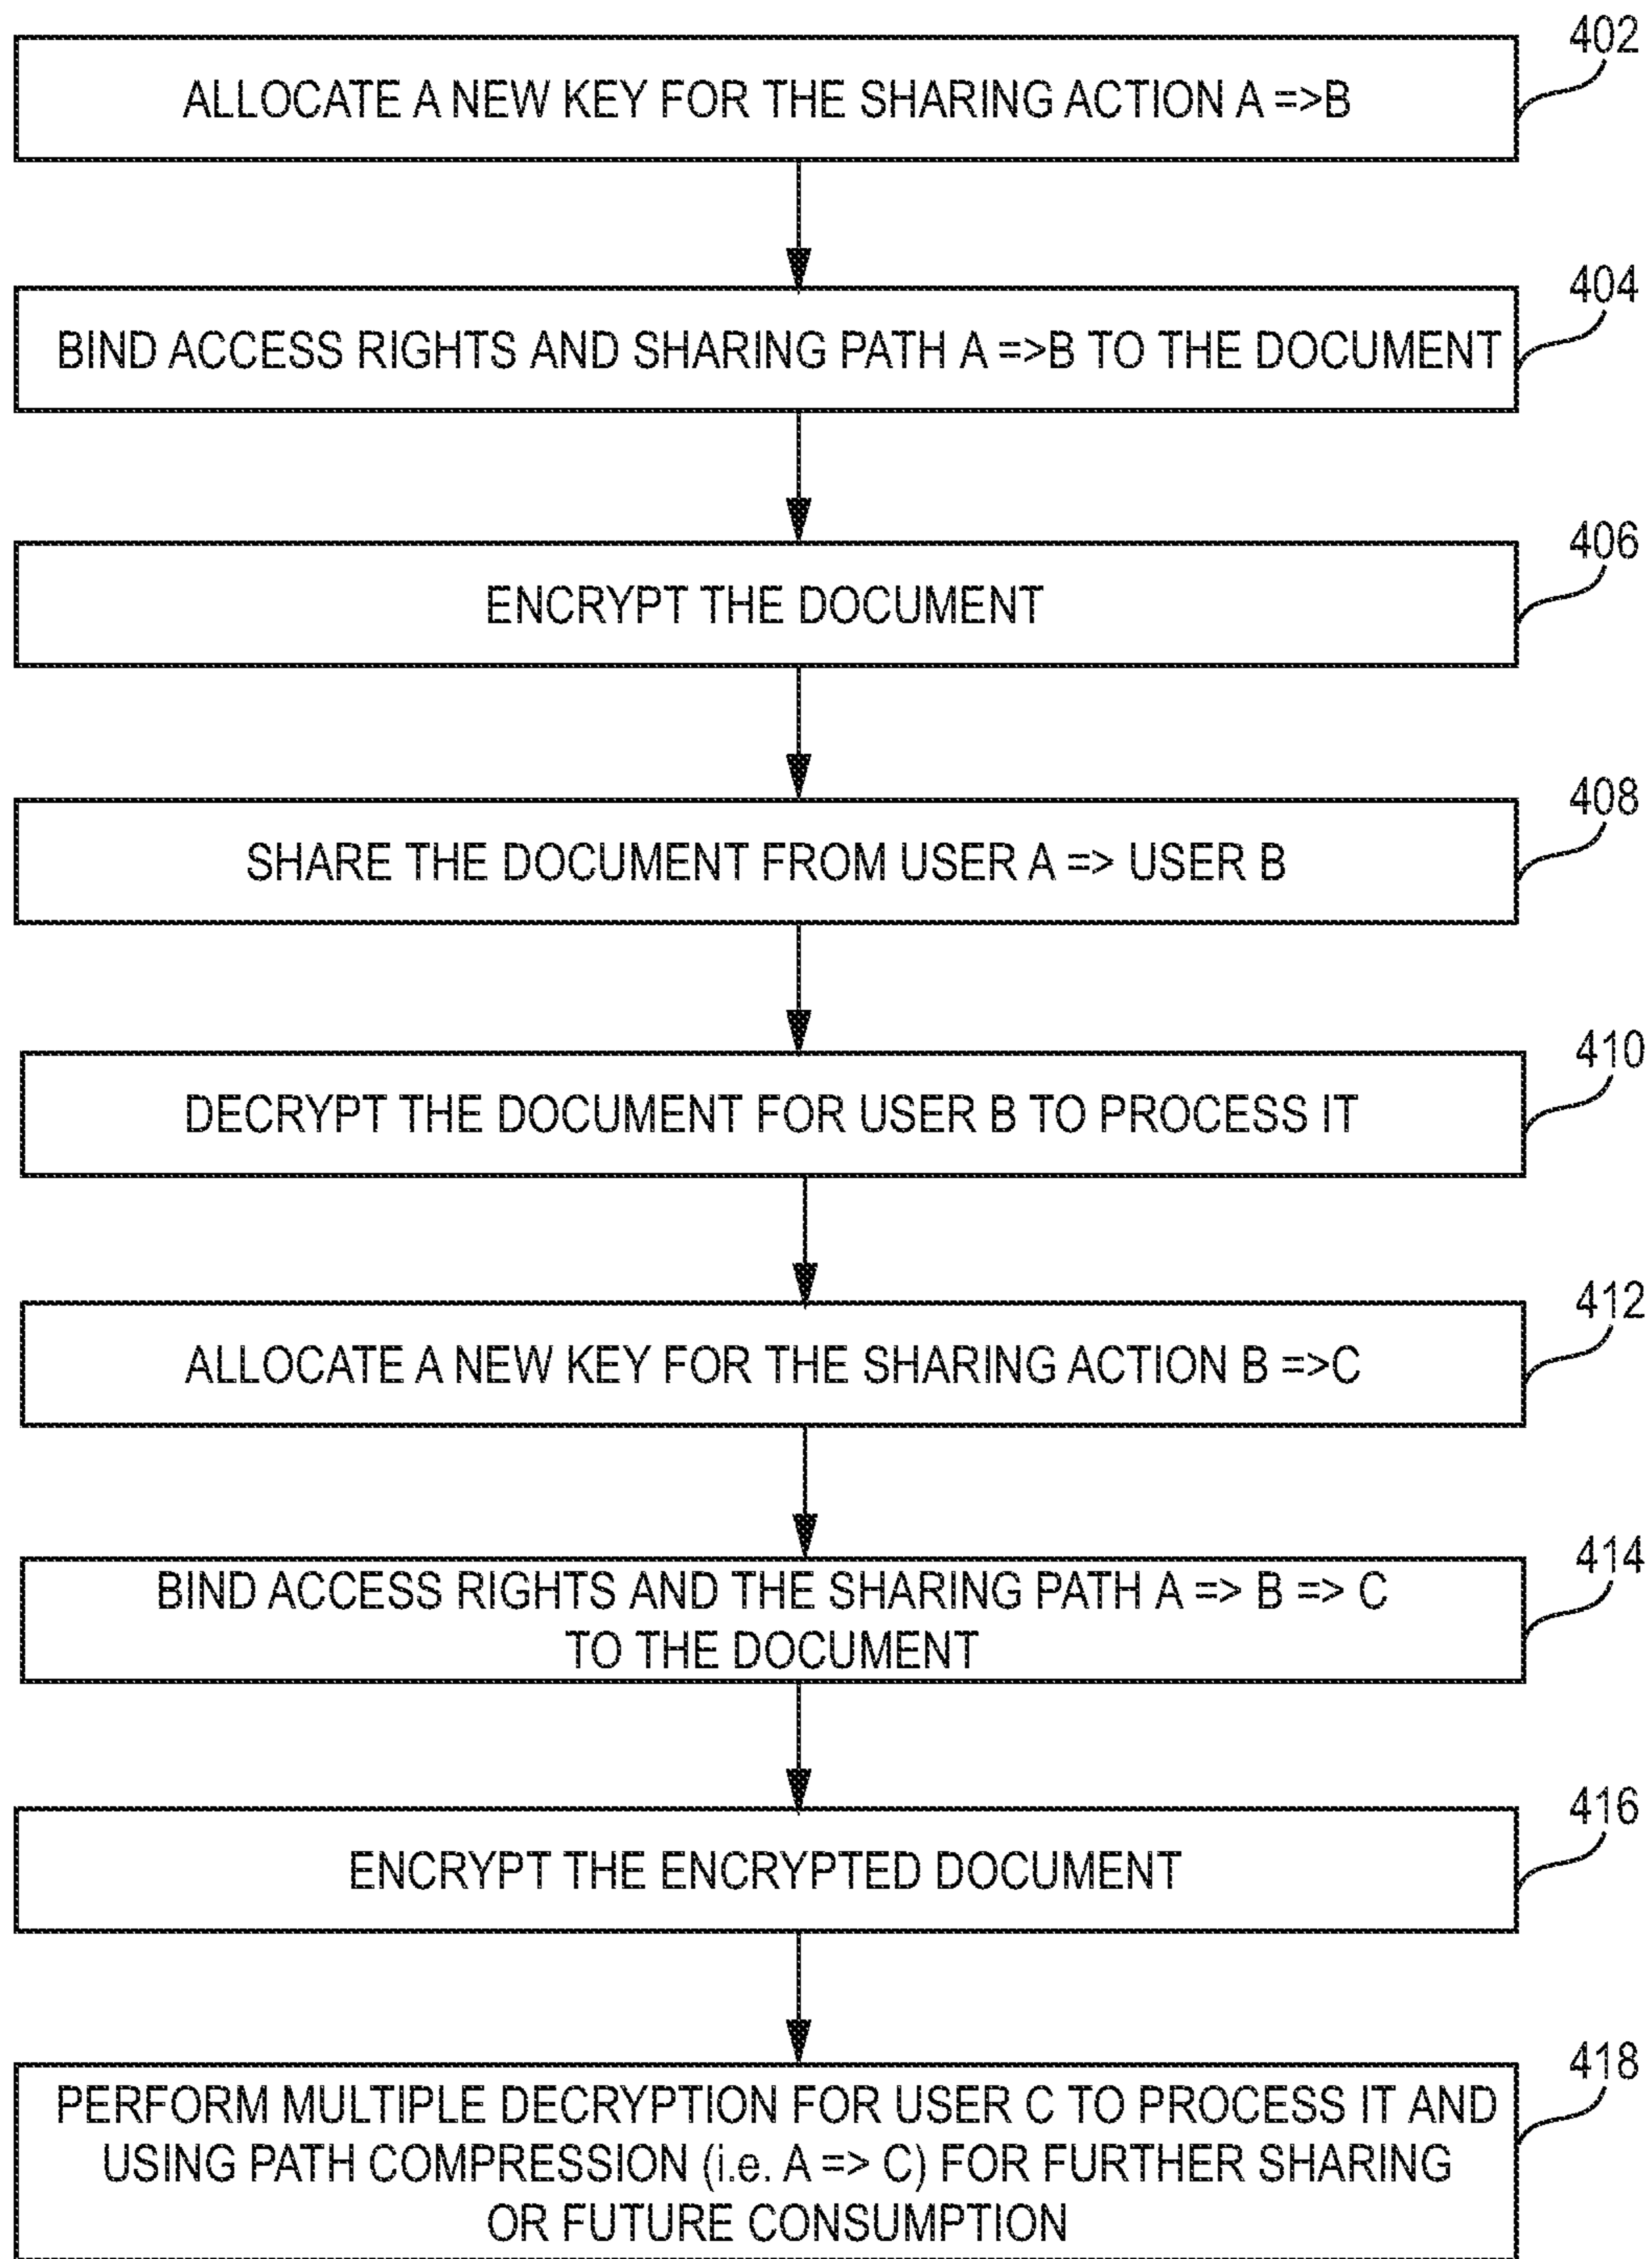 402
ALLOCATE A NEW KEY FOR THE SHARING ACTION A =>B
404
BIND ACCESS RIGHTS AND SHARING PATH A =>B TO THE DOCUMENT
406
ENCRYPT THE DOCUMENT
408
SHARE THE DOCUMENT FROM USER A => USER B
410
DECRYPT THE DOCUMENT FOR USER B TO PROCESS IT
412
ALLOCATE A NEW KEY FOR THE SHARING ACTION B =>C
414
BIND ACCESS RIGHTS AND THE SHARING PATH A => B => C
TO THE DOCUMENT
416
ENCRYPT THE ENCRYPTED DOCUMENT
418
PERFORM MULTIPLE DECRYPTION FOR USER C TO PROCESS IT AND
USING PATH COMPRESSION (i.e. A => C) FOR FURTHER SHARING
OR FUTURE CONSUMPTION